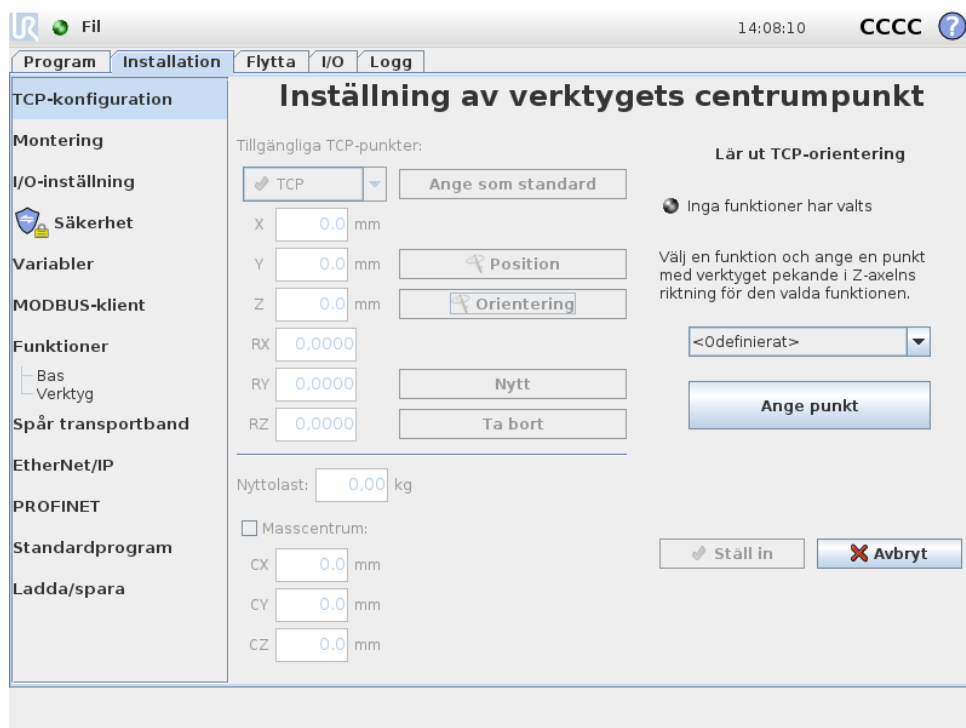 UR Fil 14:08:10 CCCC ?
Program Installation Flytta I/O Logg
TCP-konfiguration
Montering
I/O-inställning
Säkerhet
Variabler
MODBUS-klient
Funktioner
Bas
Verktyg
Spår transportband
EtherNet/IP
PROFINET
Standardprogram
Ladda/spara
Inställning av verktygets centrumpunkt
Tillgängliga TCP-punkter:
TCP Ange som standard
X 0.0 mm
Y 0.0 mm Position
Z 0.0 mm Orientering
RX 0,0000
RY 0,0000 Nytt
RZ 0,0000 Ta bort
Nyttolast: 0,00 kg
Masscentrum:
CX 0.0 mm
CY 0.0 mm
CZ 0.0 mm
Lär ut TCP-orientering
Inga funktioner har valts
Välj en funktion och ange en punkt
med verktyget pekande i Z-axelns
riktning för den valda funktionen.
<Odefinierat>
Ange punkt
Ställ in Avbryt